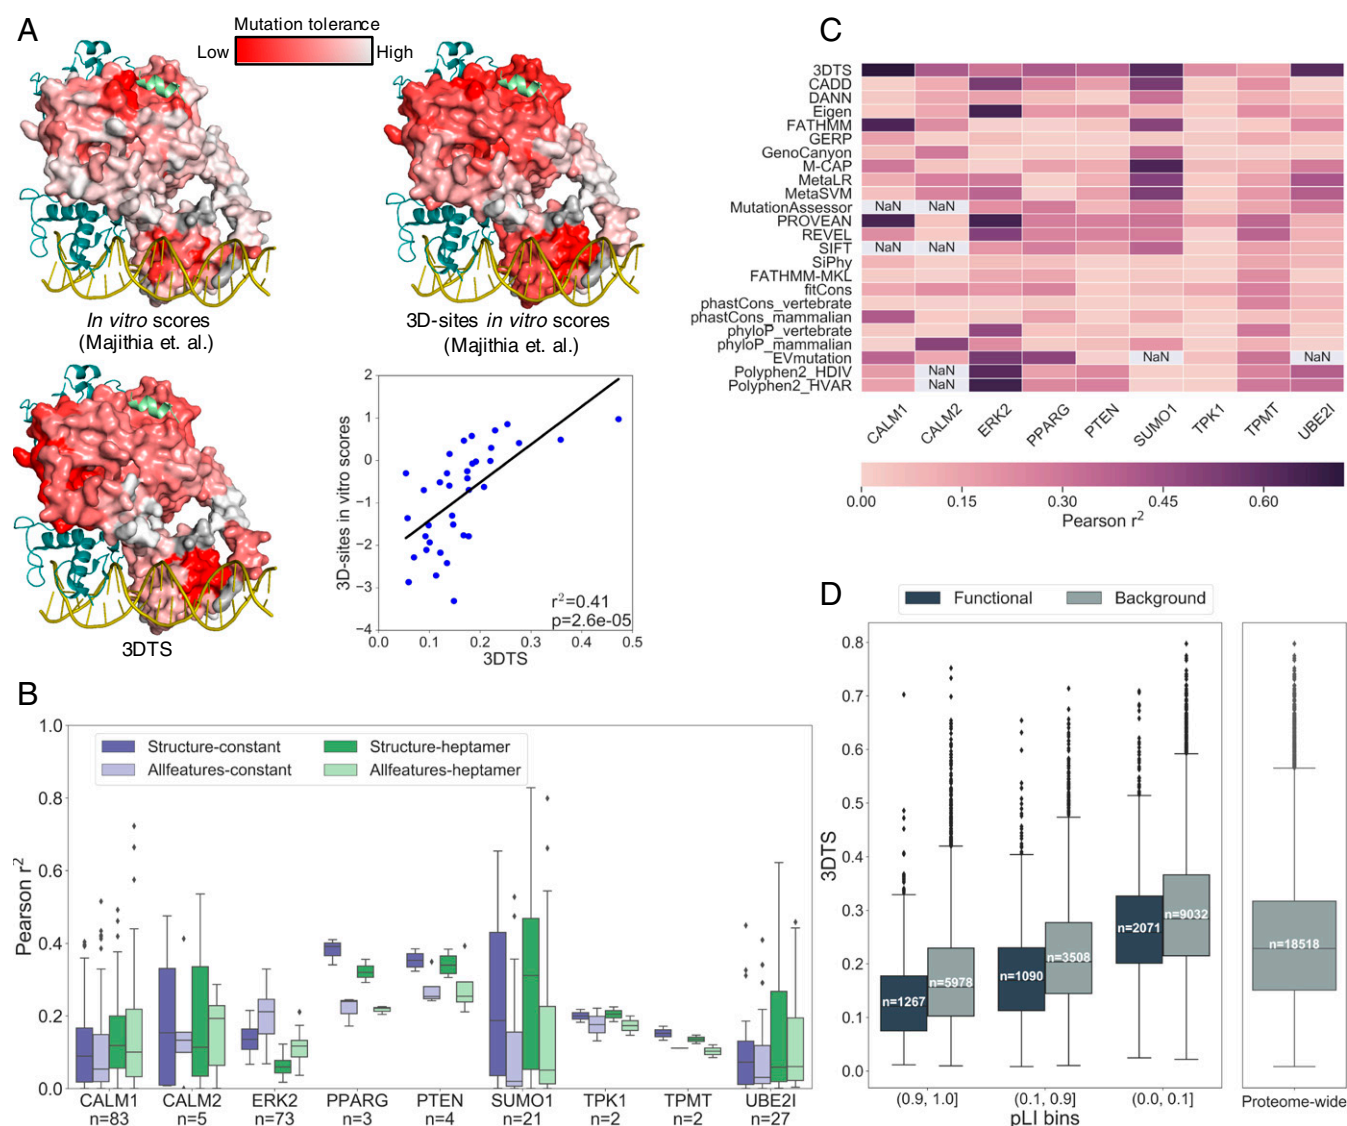 A
Mutation tolerance
Low
High
In vitro scores
(Majithia et. al.)
3D-sites in vitro scores
(Majithia et. al.)
3DTS
2
1
0
−1
−2
−3
−4
3D-sites in vitro scores
r²=0.41
p=2.6e-05
0.0 0.1 0.2 0.3 0.4 0.5
3DTS
B
1.0
0.8
0.6
0.4
0.2
0.0
Pearson r²
Structure-constant
Allfeatures-constant
Structure-heptamer
Allfeatures-heptamer
CALM1 CALM2 ERK2 PPARG PTEN SUMO1 TPK1 TPMT UBE2I
n=83 n=5 n=73 n=3 n=4 n=21 n=2 n=2 n=27
C
3DTS
CADD
DANN
Eigen
FATHMM
GERP
GenoCanyon
M-CAP
MetaLR
MetaSVM
MutationAssessor NaN NaN
PROVEAN
REVEL
SIFT NaN NaN
SiPhy
FATHMM-MKL
fitCons
phastCons_vertebrate
phastCons_mammalian
phyloP_vertebrate
phyloP_mammalian
EVmutation NaN NaN
Polyphen2_HDIV NaN
Polyphen2_HVAR NaN
CALM1 CALM2 ERK2 PPARG PTEN SUMO1 TPK1 TPMT UBE2I
0.00 0.15 0.30 0.45 0.60
Pearson r²
D
Functional
Background
0.8
0.7
0.6
0.5
0.4
0.3
0.2
0.1
0.0
3DTS
n=1267
n=5978
n=1090
n=3508
n=2071
n=9032
n=18518
(0.9, 1.0] (0.1, 0.9] (0.0, 0.1]
Proteome-wide
pLI bins